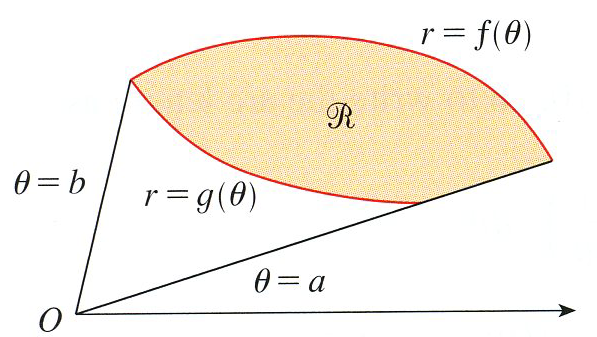 r = f(θ)
ℛ
θ = b
r = g(θ)
θ = a
O